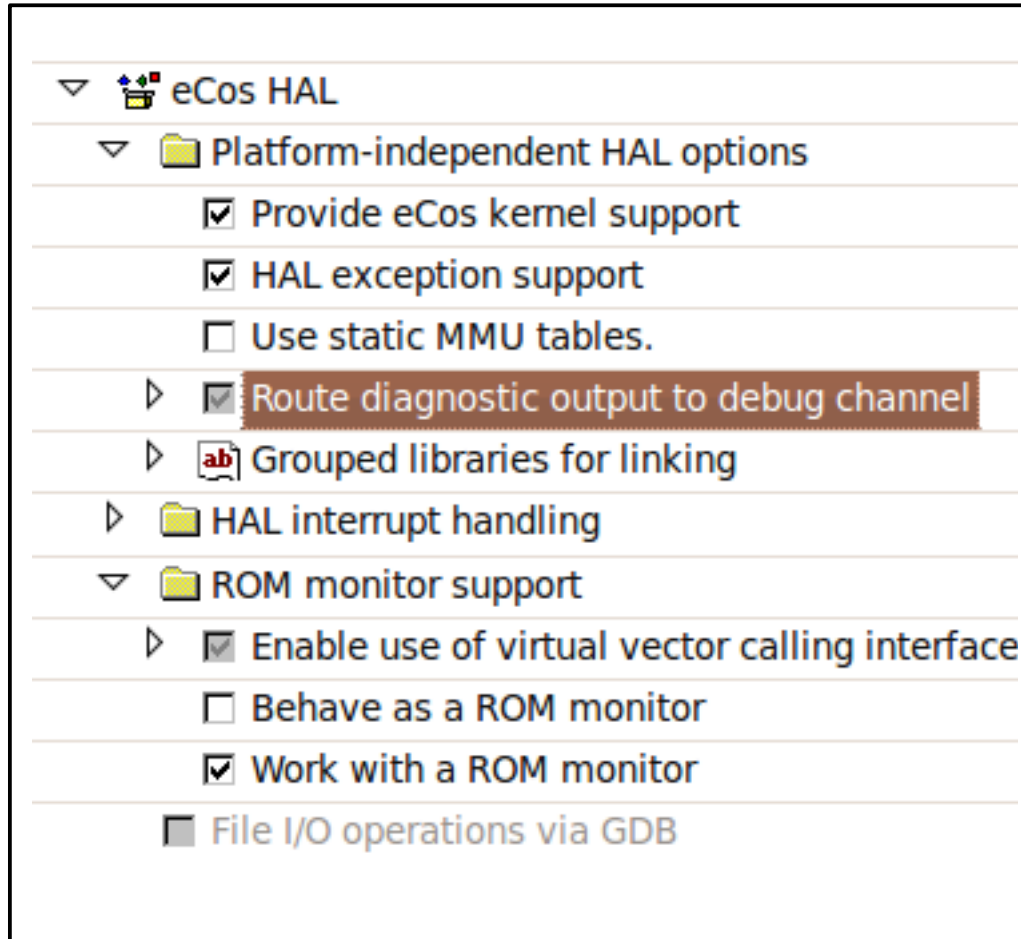 eCos HAL
Platform-independent HAL options
Provide eCos kernel support
HAL exception support
Use static MMU tables.
Route diagnostic output to debug channel
ab Grouped libraries for linking
HAL interrupt handling
ROM monitor support
Enable use of virtual vector calling interface
Behave as a ROM monitor
Work with a ROM monitor
File I/O operations via GDB